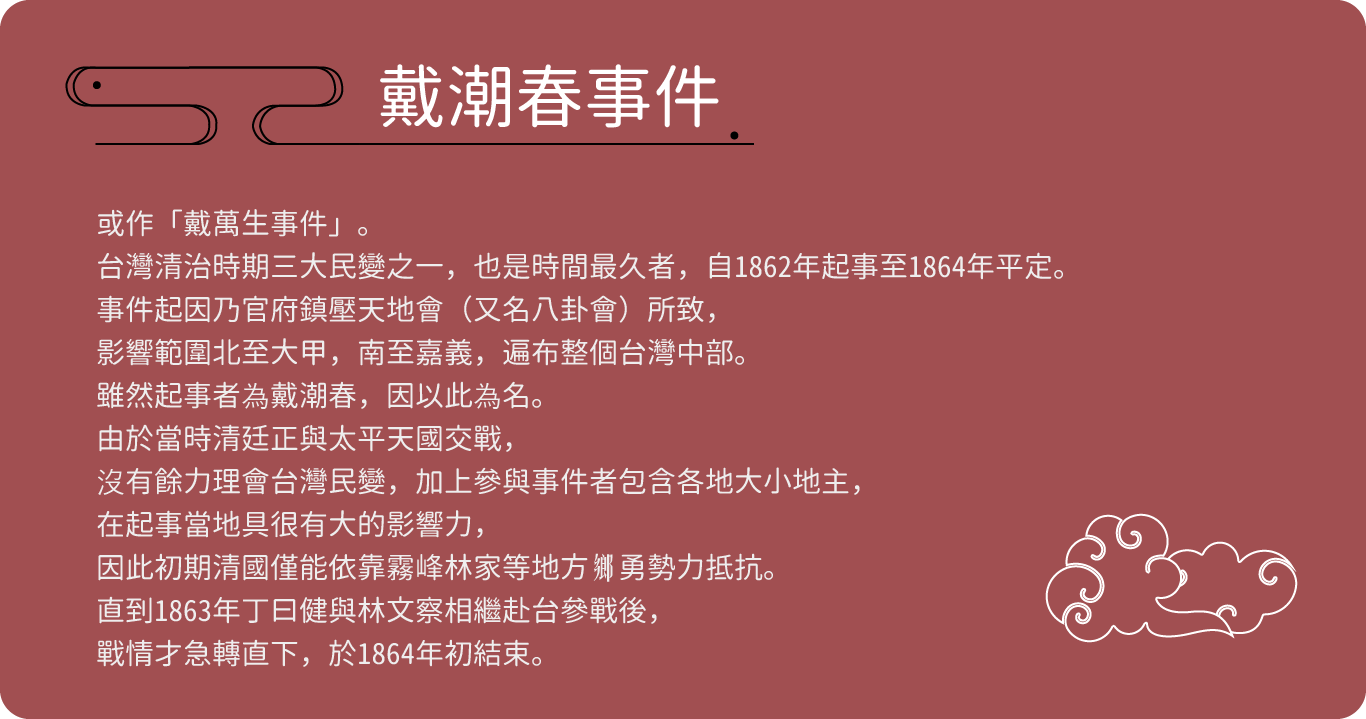 戴潮春事件
或作「戴萬生事件」。
台灣清治時期三大民變之一，也是時間最久者，自1862年起事至1864年平定。
事件起因乃官府鎮壓天地會（又名八卦會）所致，
影響範圍北至大甲，南至嘉義，遍布整個台灣中部。
雖然起事者為戴潮春，因以此為名。
由於當時清廷正與太平天國交戰，
沒有餘力理會台灣民變，加上參與事件者包含各地大小地主，
在起事當地具很有大的影響力，
因此初期清國僅能依靠霧峰林家等地方鄉勇勢力抵抗。
直到1863年丁曰健與林文察相繼赴台參戰後，
戰情才急轉直下，於1864年初結束。